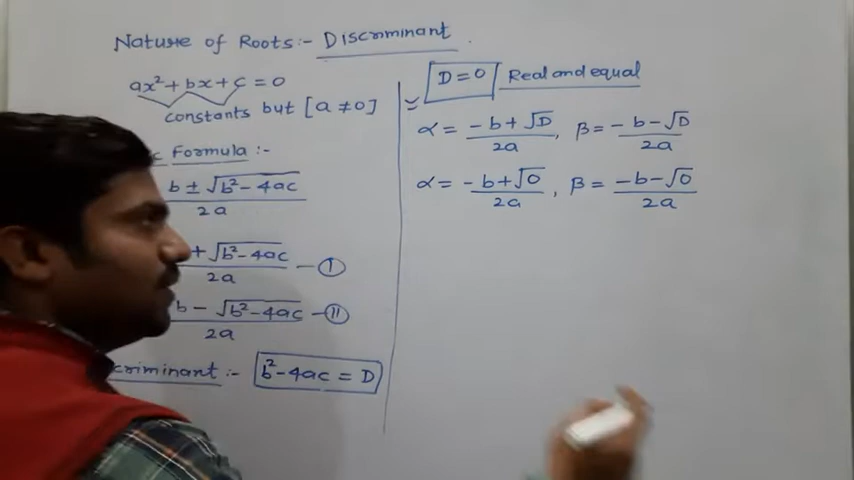 Nature of Roots:- Discriminant
ax²+bx+c=0
constants but [a ≠0]
Formula :-
b ± √b²-4ac
2a
+ √b²-4ac - I
2a
b - √b²-4ac - II
2a
criminant :- b²-4ac = D
D=0 Real and equal
α = -b+√D / 2a , β = -b-√D / 2a
α = -b+√0 / 2a , β = -b-√0 / 2a